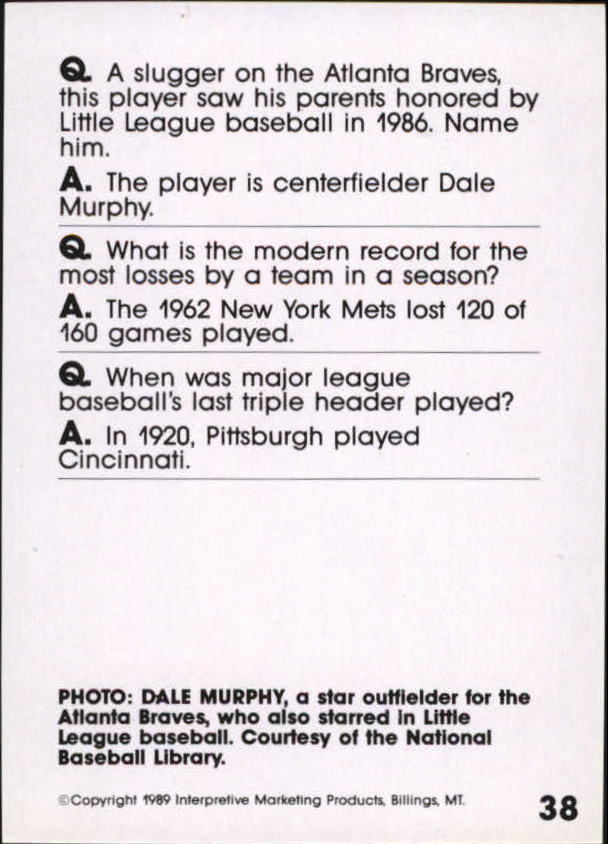 Q. A slugger on the Atlanta Braves,
this player saw his parents honored by
Little League baseball in 1986. Name
him.
A. The player is centerfielder Dale
Murphy.
Q. What is the modern record for the
most losses by a team in a season?
A. The 1962 New York Mets lost 120 of
160 games played.
Q. When was major league
baseball's last triple header played?
A. In 1920, Pittsburgh played
Cincinnati.
PHOTO: DALE MURPHY, a star outfielder for the
Atlanta Braves, who also starred in Little
League baseball. Courtesy of the National
Baseball Library.
©Copyright 1989 Interpretive Marketing Products, Billings, MT.
38